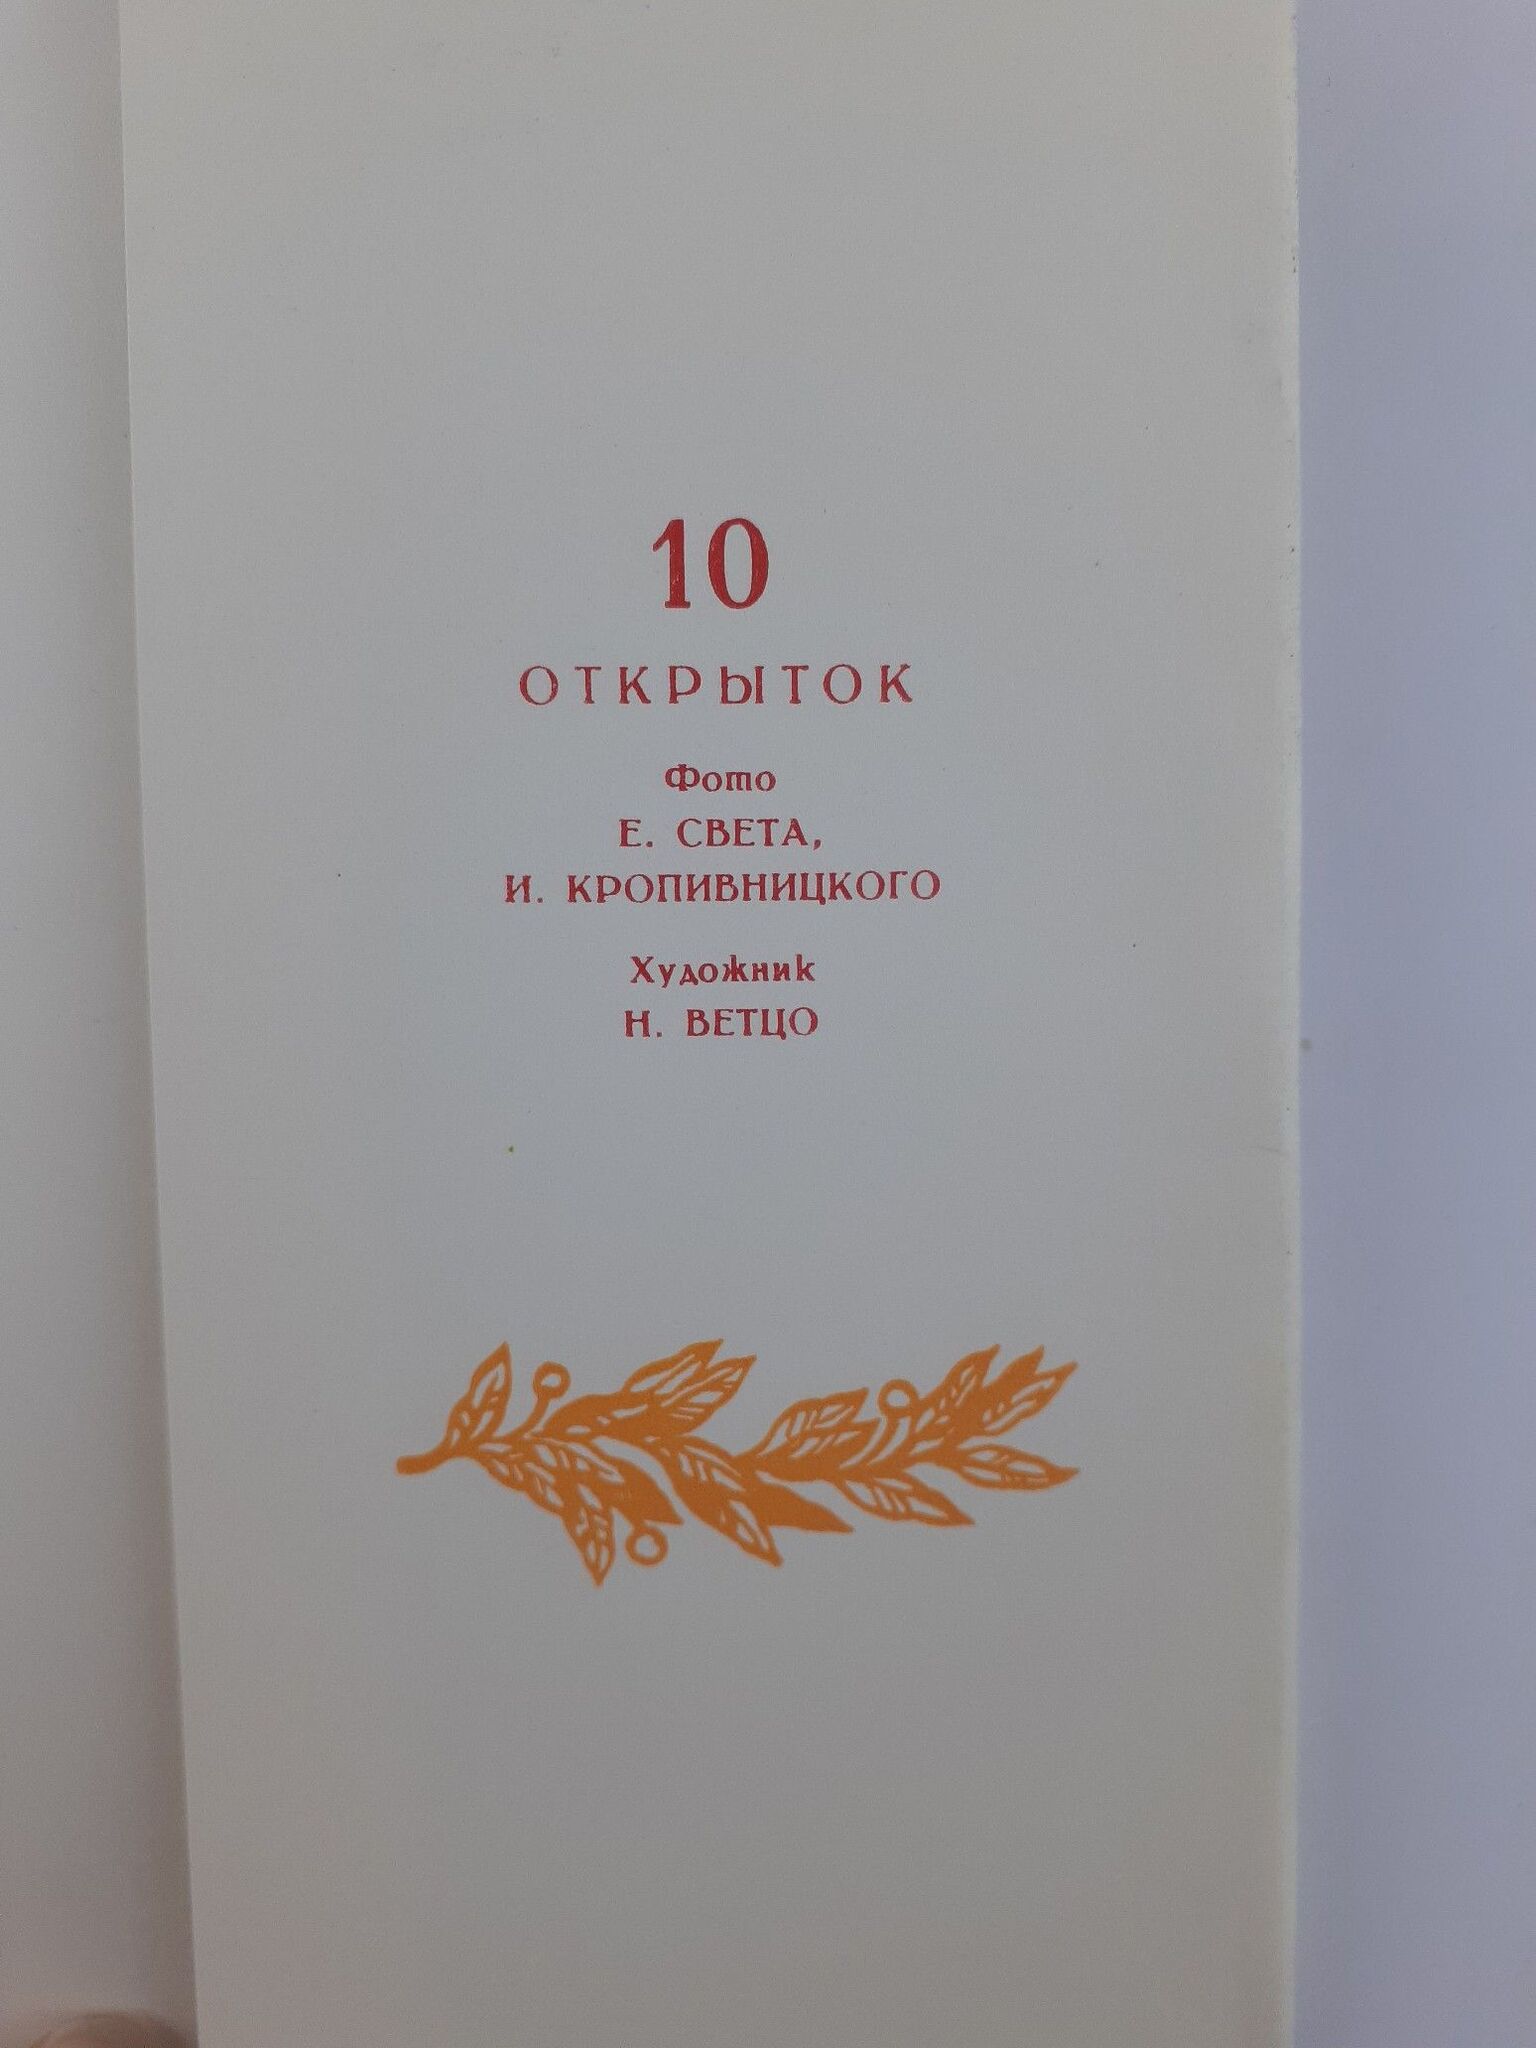 10
ОТКРЫТОК
Фото
Е. СВЕТА,
И. КРОПИВНИЦКОГО
Художник
Н. ВЕТЦО